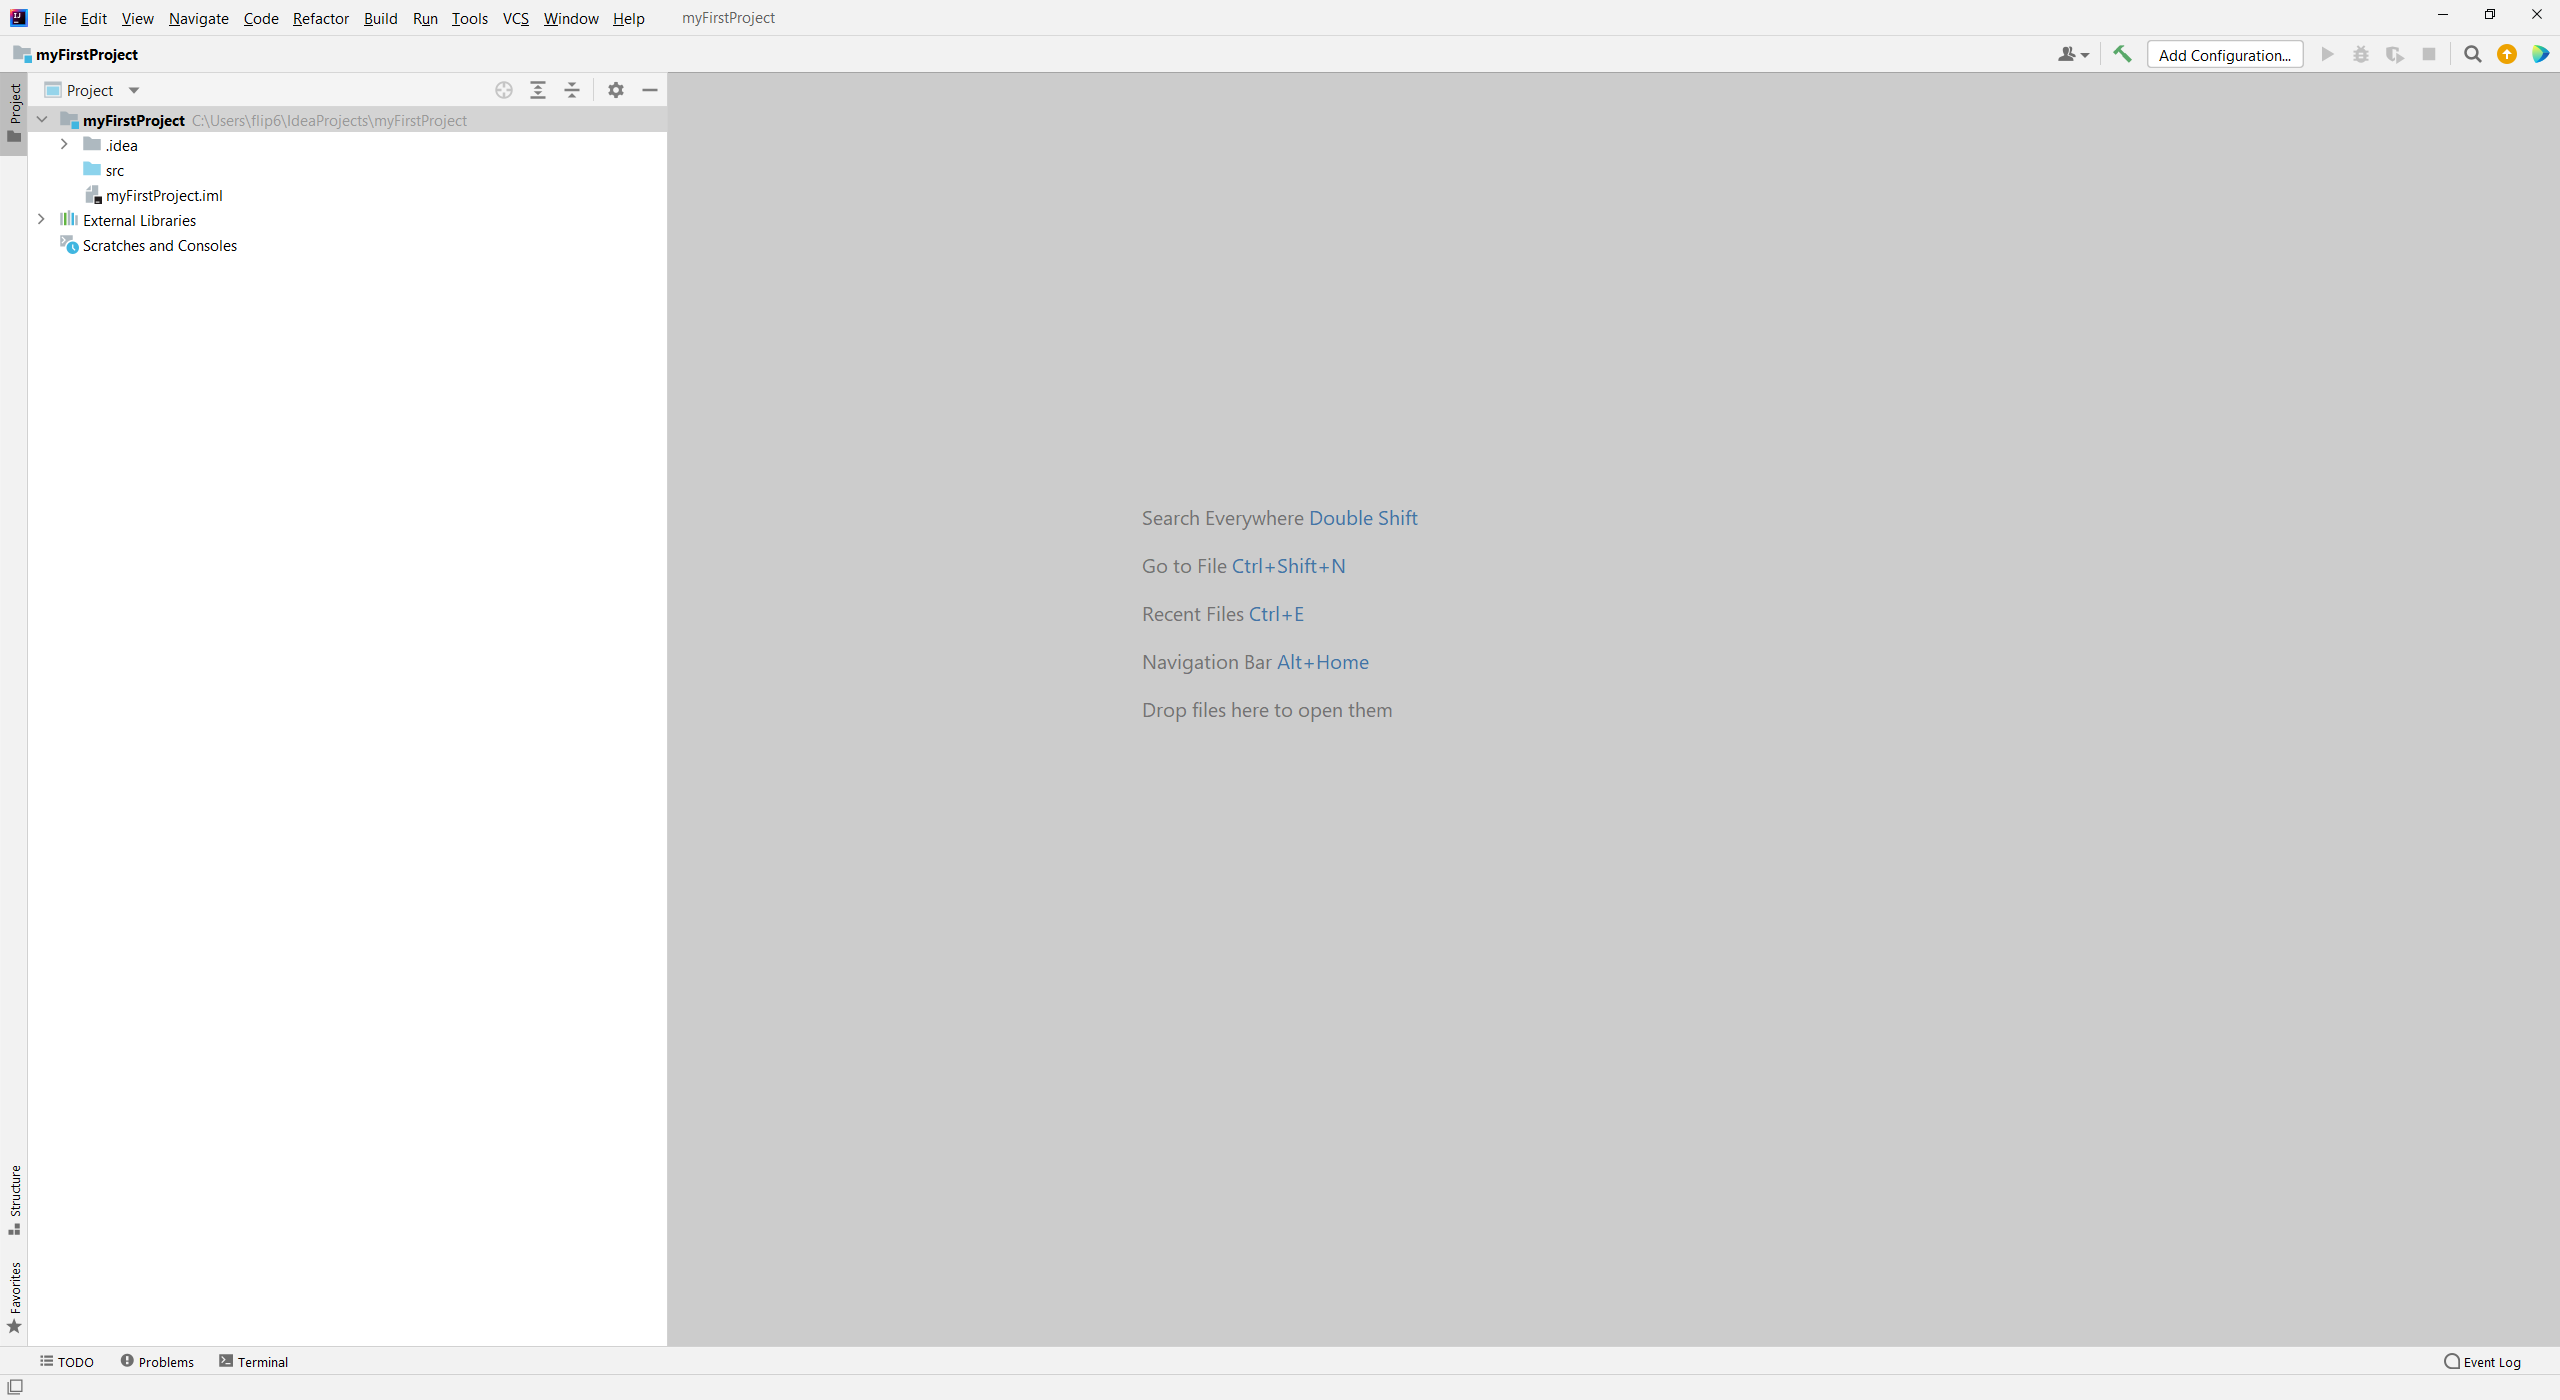 File Edit View Navigate Code Refactor Build Run Tools VCS Window Help myFirstProject
myFirstProject
Add Configuration...
Project
Project
myFirstProject C:\Users\flip6\IdeaProjects\myFirstProject
.idea
src
myFirstProject.iml
External Libraries
Scratches and Consoles
Search Everywhere Double Shift
Go to File Ctrl+Shift+N
Recent Files Ctrl+E
Navigation Bar Alt+Home
Drop files here to open them
Structure
Favorites
TODO Problems Terminal Event Log